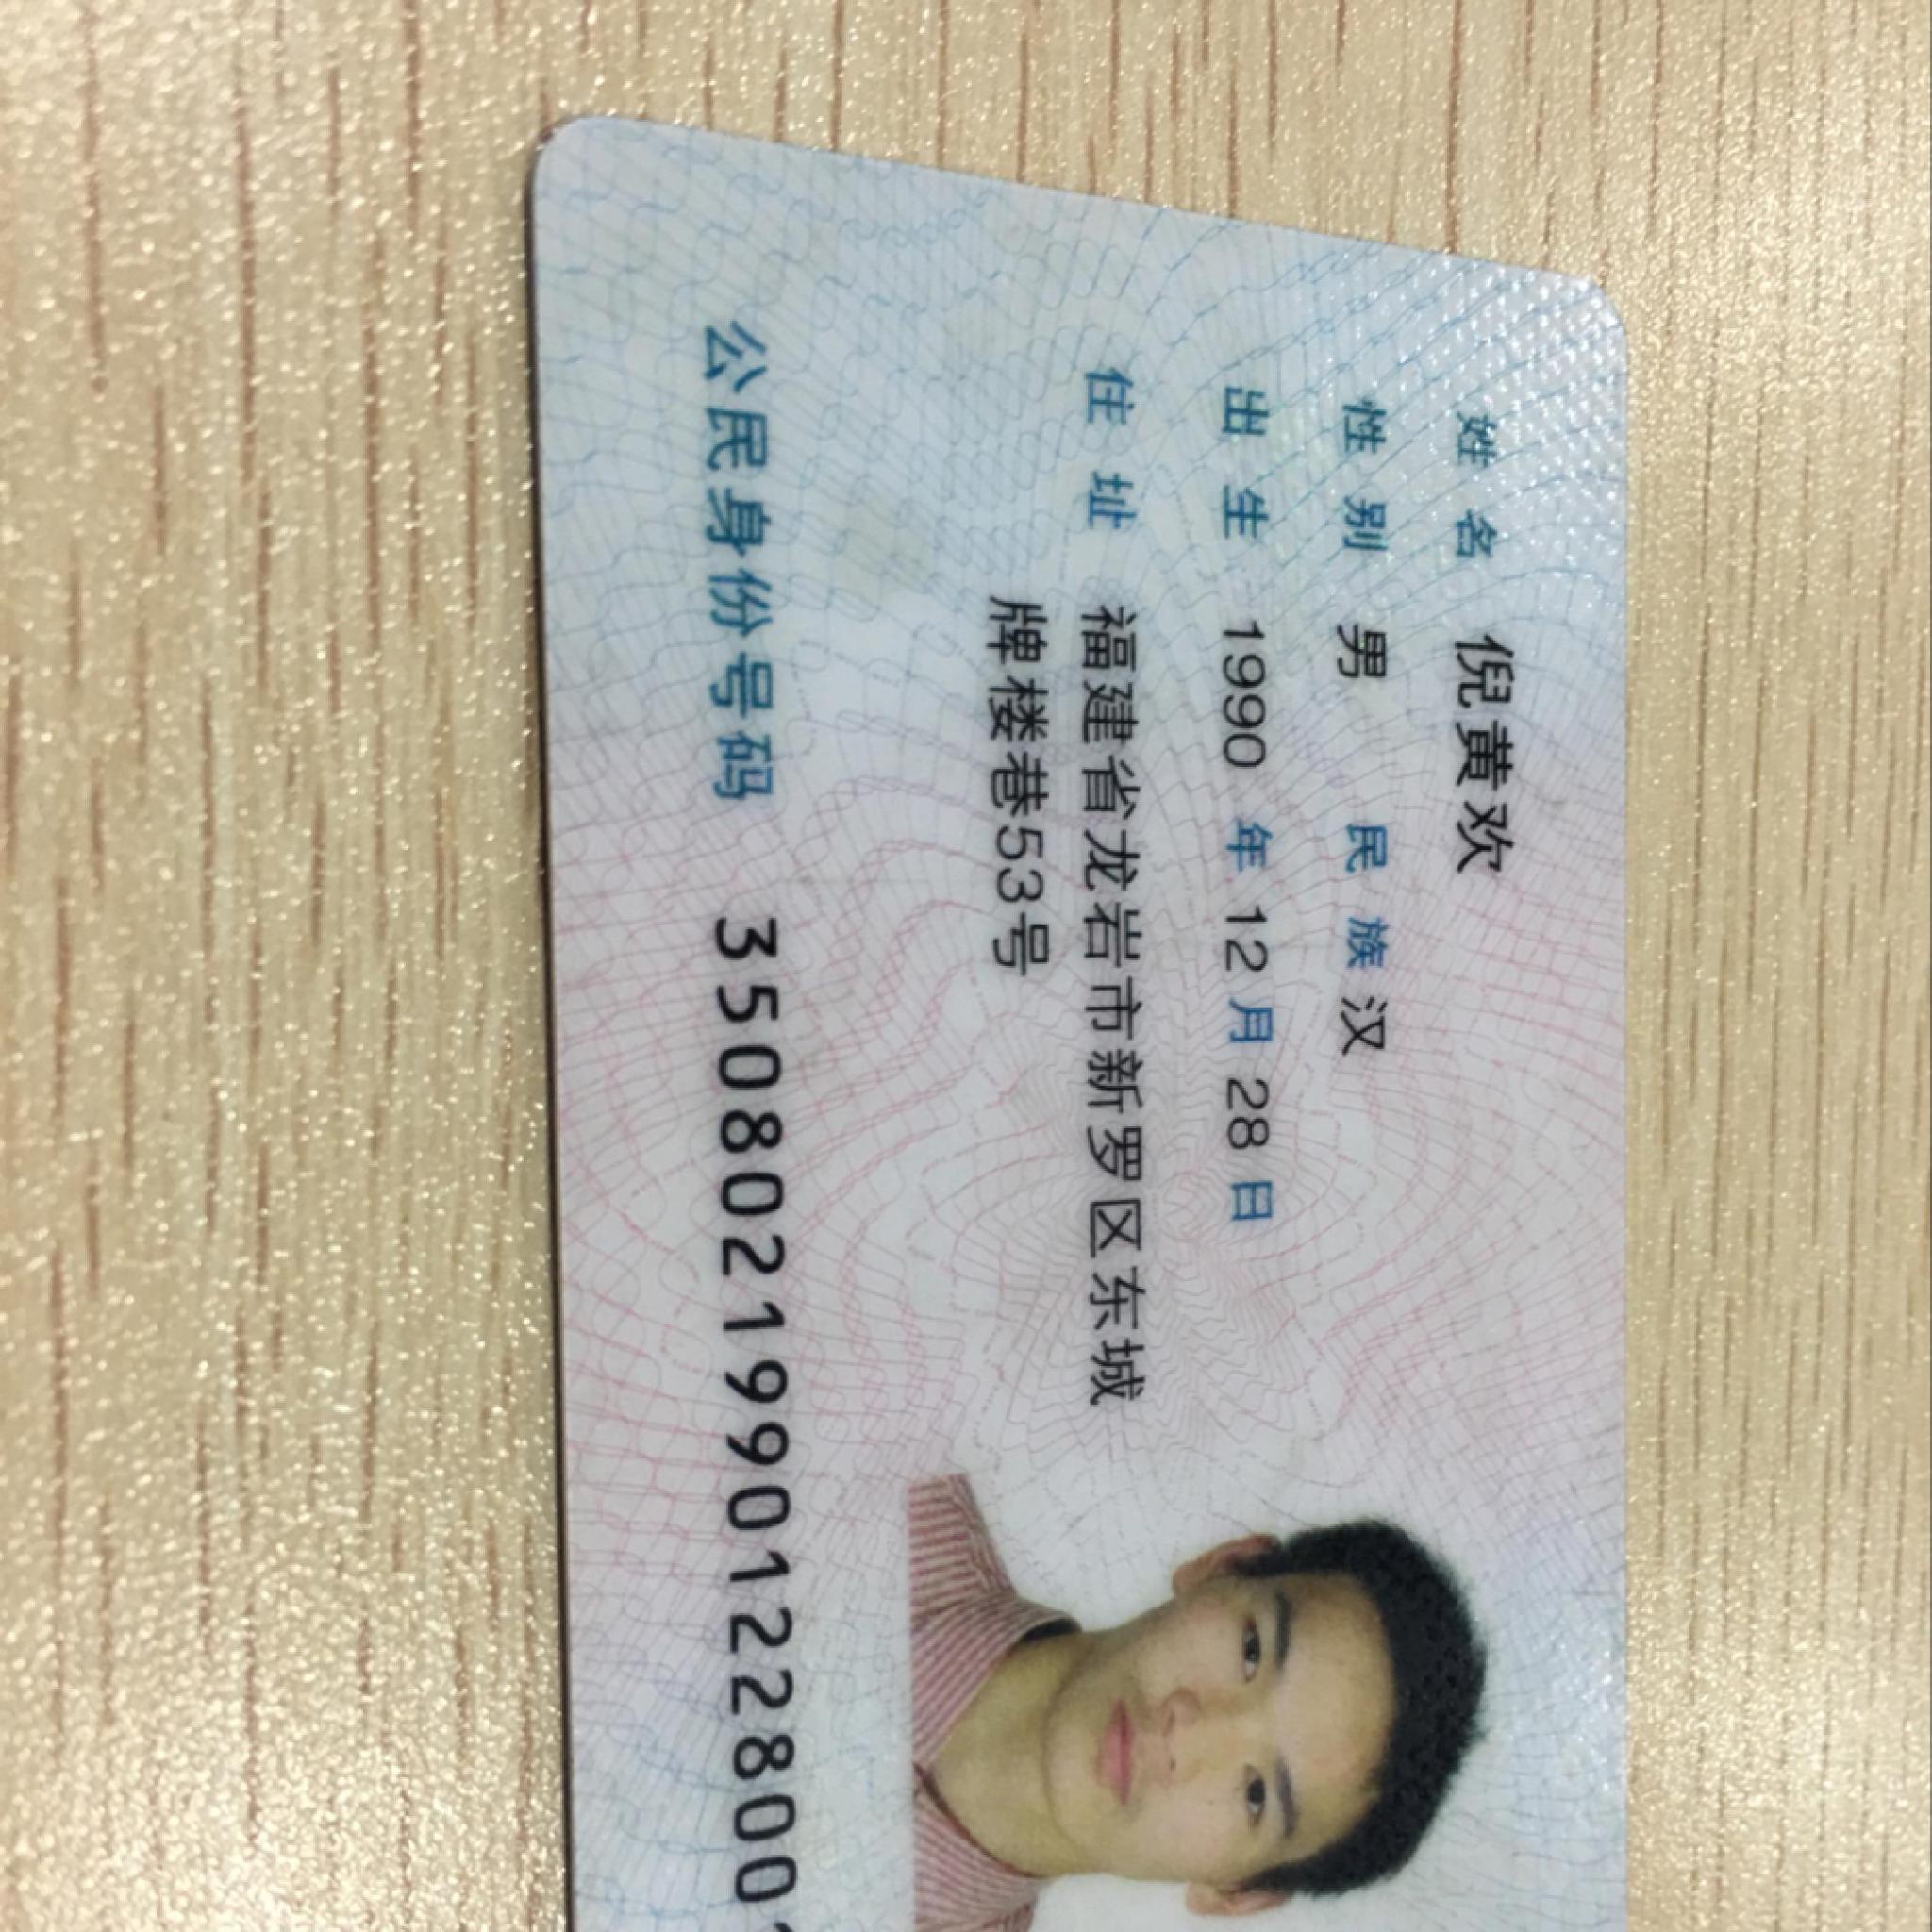 姓名 倪黄欢
性别 男 民族 汉
出生 1990 年 12 月 28 日
住址 福建省龙岩市新罗区东城
牌楼巷53号
公民身份号码 35080219901228001